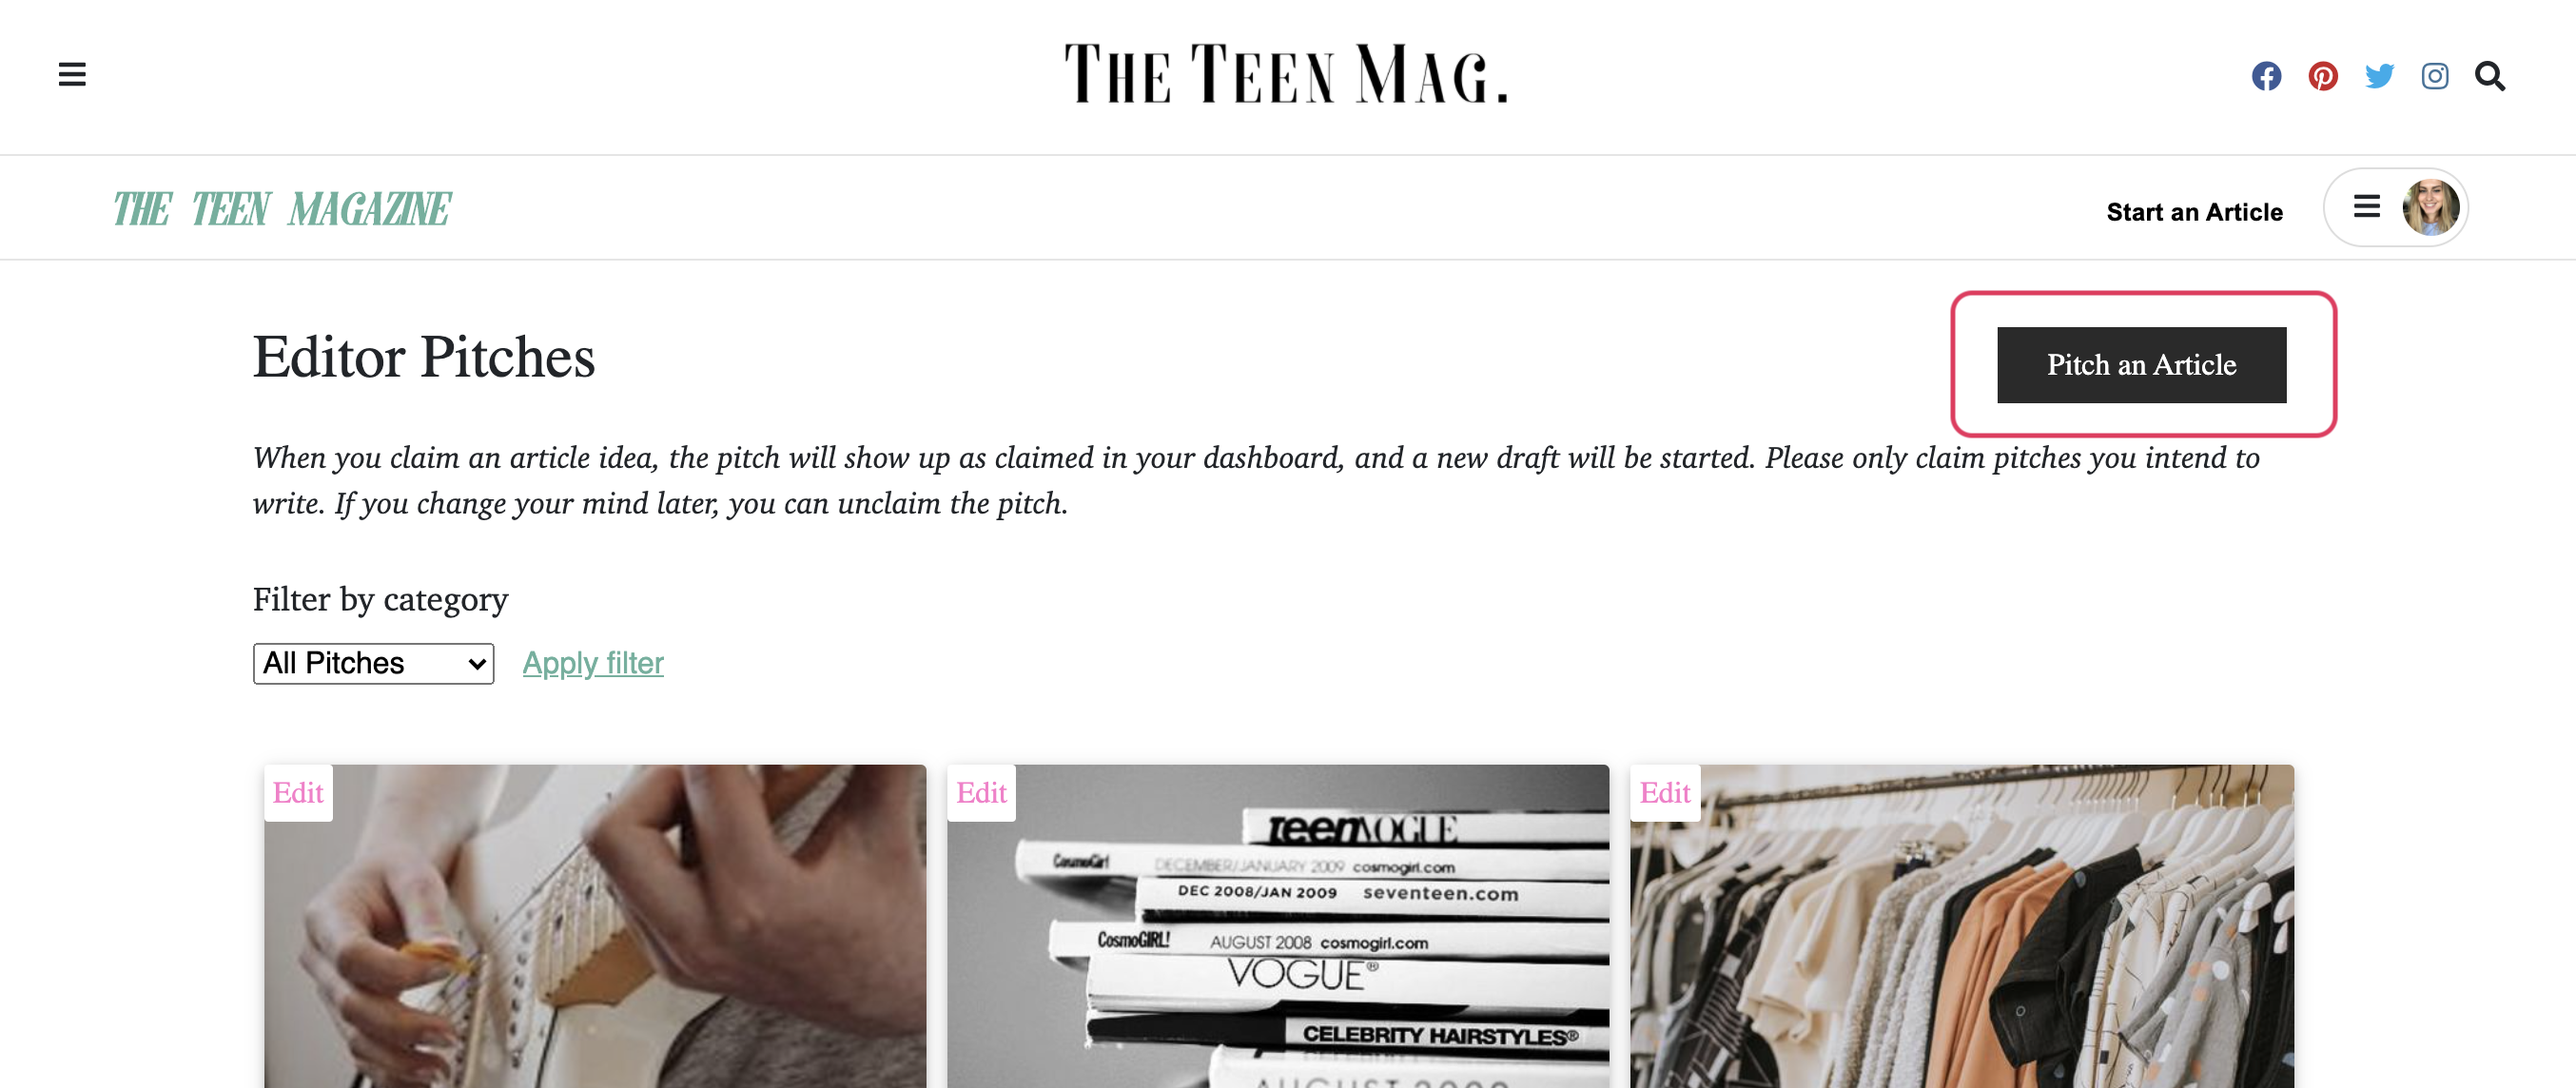 THE TEEN MAG.
THE TEEN MAGAZINE
Start an Article
Editor Pitches
Pitch an Article
When you claim an article idea, the pitch will show up as claimed in your dashboard, and a new draft will be started. Please only claim pitches you intend to
write. If you change your mind later, you can unclaim the pitch.
Filter by category
All Pitches
Apply filter
Edit
Edit
Edit
teenVOGUE
CosmoGirl DECEMBER/JANUARY 2009 cosmogirl.com
DEC 2008/JAN 2009 seventeen.com
CosmoGIRL! AUGUST 2008 cosmogirl.com
VOGUE®
CELEBRITY HAIRSTYLES®
AUGUST